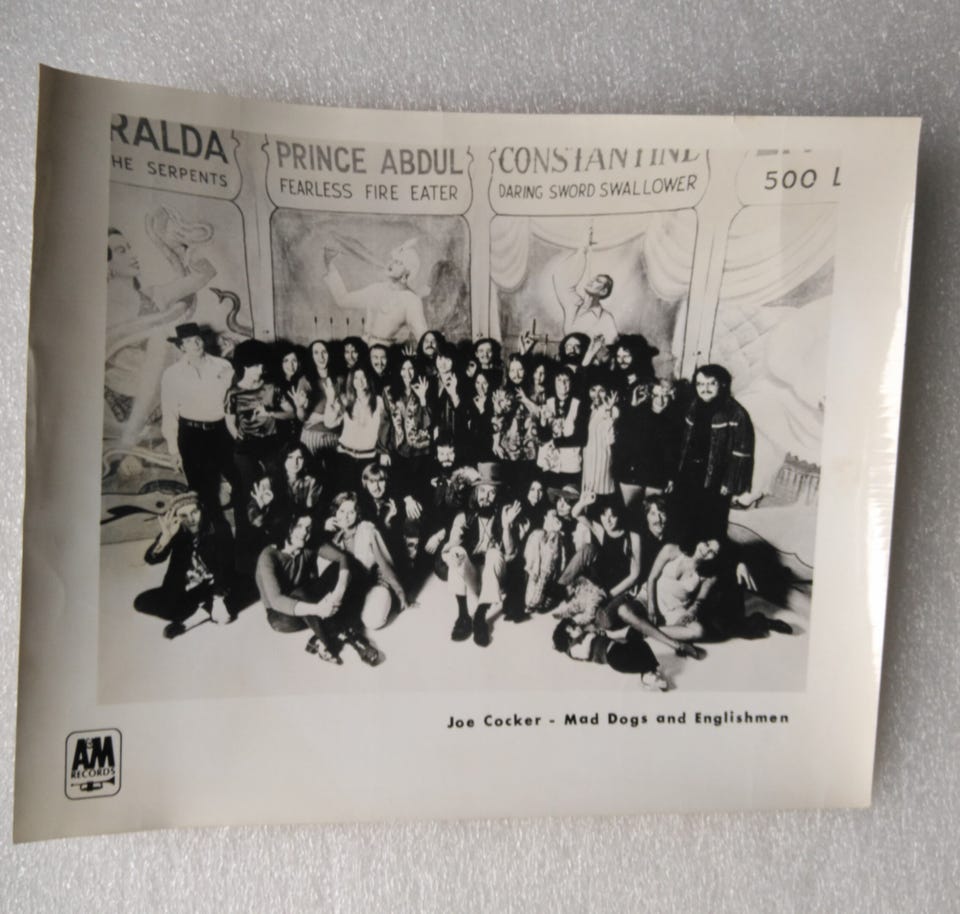 RALDA
HE SERPENTS
PRINCE ABDUL
FEARLESS FIRE EATER
CONSTANTINE
DARING SWORD SWALLOWER
500 L
Joe Cocker - Mad Dogs and Englishmen
A&M
RECORDS